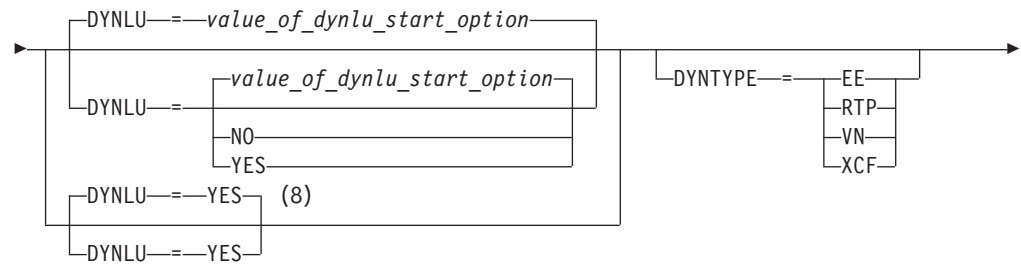 DYNLU = value_of_dynlu_start_option
DYNLU = value_of_dynlu_start_option
NO
YES
DYNTYPE = EE
RTP
VN
XCF
DYNLU = YES (8)
DYNLU = YES